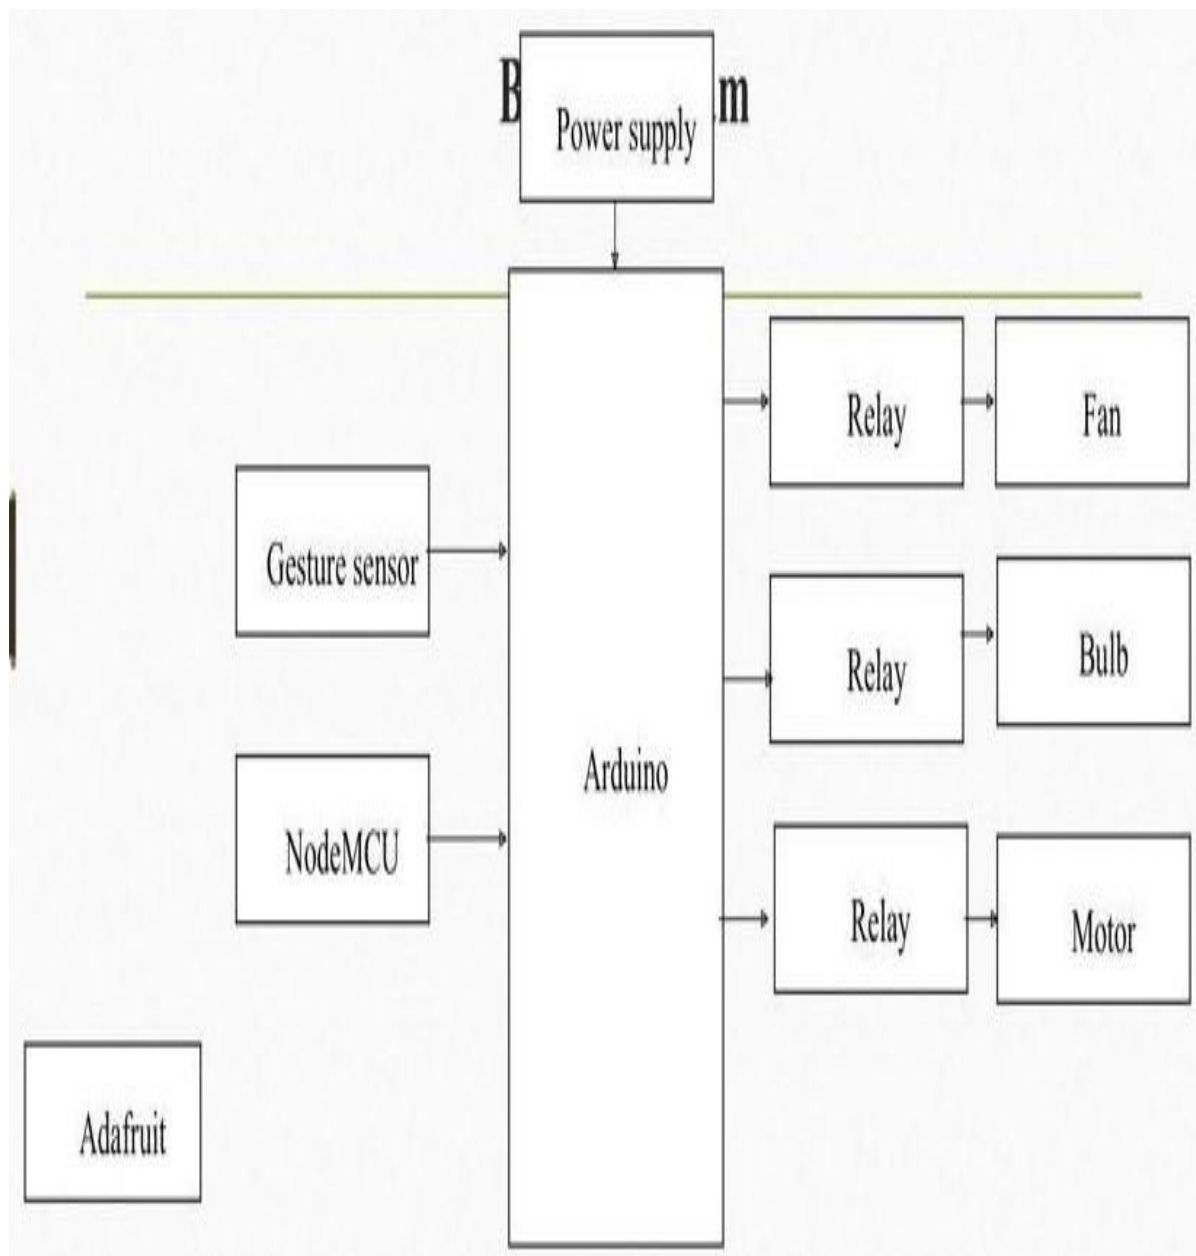 B
m
Power supply
Relay
Fan
Gesture sensor
Relay
Bulb
Arduino
NodeMCU
Relay
Motor
Adafruit